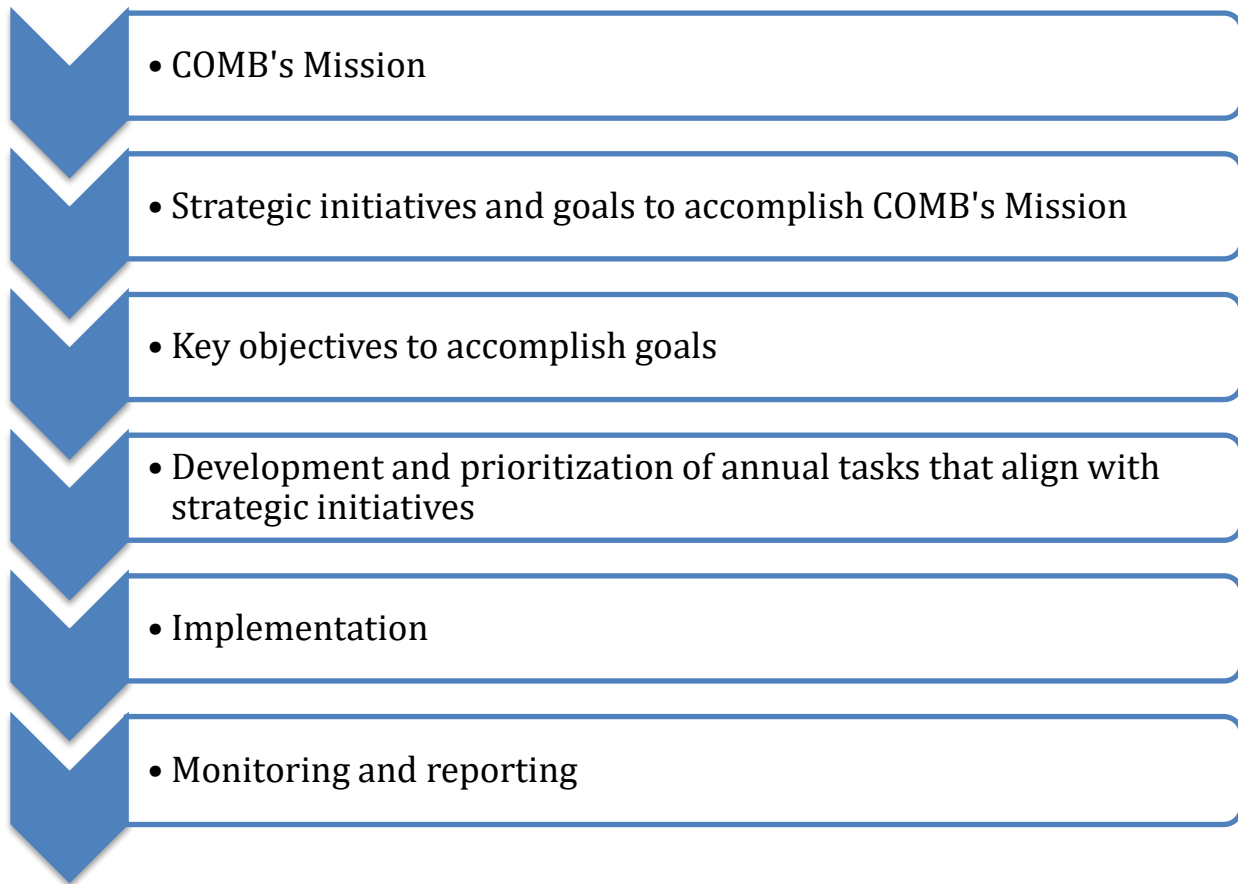 • COMB's Mission
• Strategic initiatives and goals to accomplish COMB's Mission
• Key objectives to accomplish goals
• Development and prioritization of annual tasks that align with
strategic initiatives
• Implementation
• Monitoring and reporting